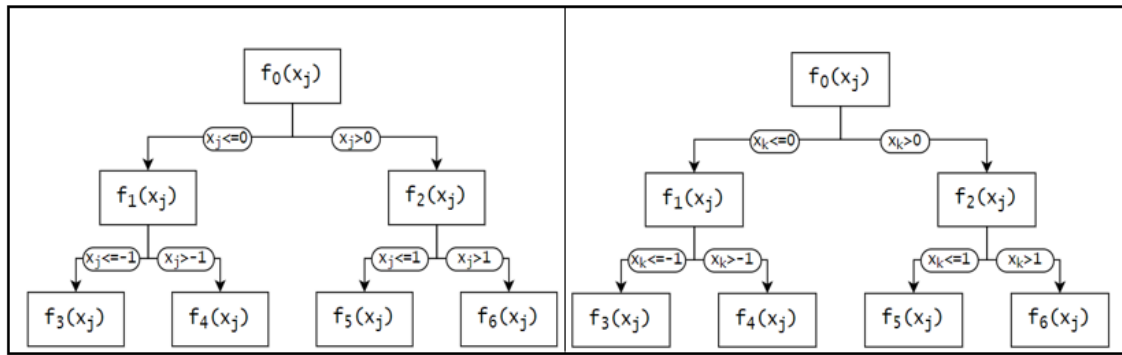 f₀(xⱼ)
xⱼ<=0 xⱼ>0
f₁(xⱼ) f₂(xⱼ)
xⱼ<=-1 xⱼ>-1 xⱼ<=1 xⱼ>1
f₃(xⱼ) f₄(xⱼ) f₅(xⱼ) f₆(xⱼ)
f₀(xⱼ)
xₖ<=0 xₖ>0
f₁(xⱼ) f₂(xⱼ)
xₖ<=-1 xₖ>-1 xₖ<=1 xₖ>1
f₃(xⱼ) f₄(xⱼ) f₅(xⱼ) f₆(xⱼ)